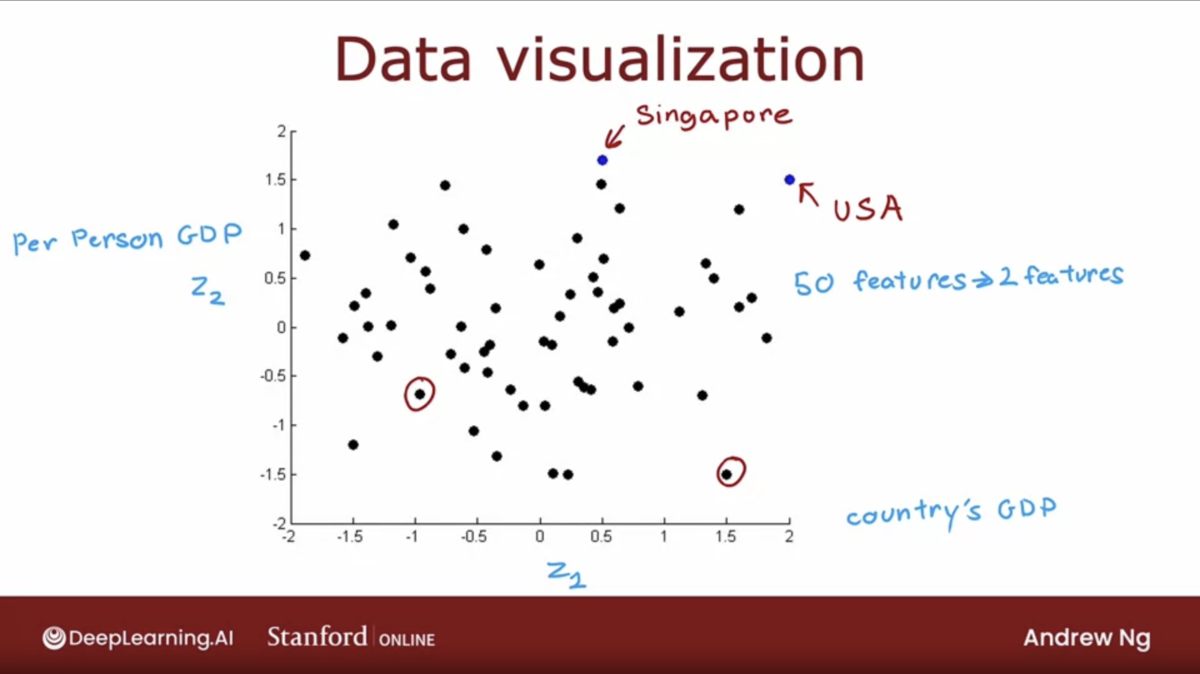 Data visualization
Singapore
USA
Per Person GDP
z2
50 features → 2 features
2
1.5
1
0.5
0
-0.5
-1
-1.5
-2
-2 -1.5 -1 -0.5 0 0.5 1 1.5 2
country's GDP
z1
DeepLearning.AI Stanford ONLINE Andrew Ng